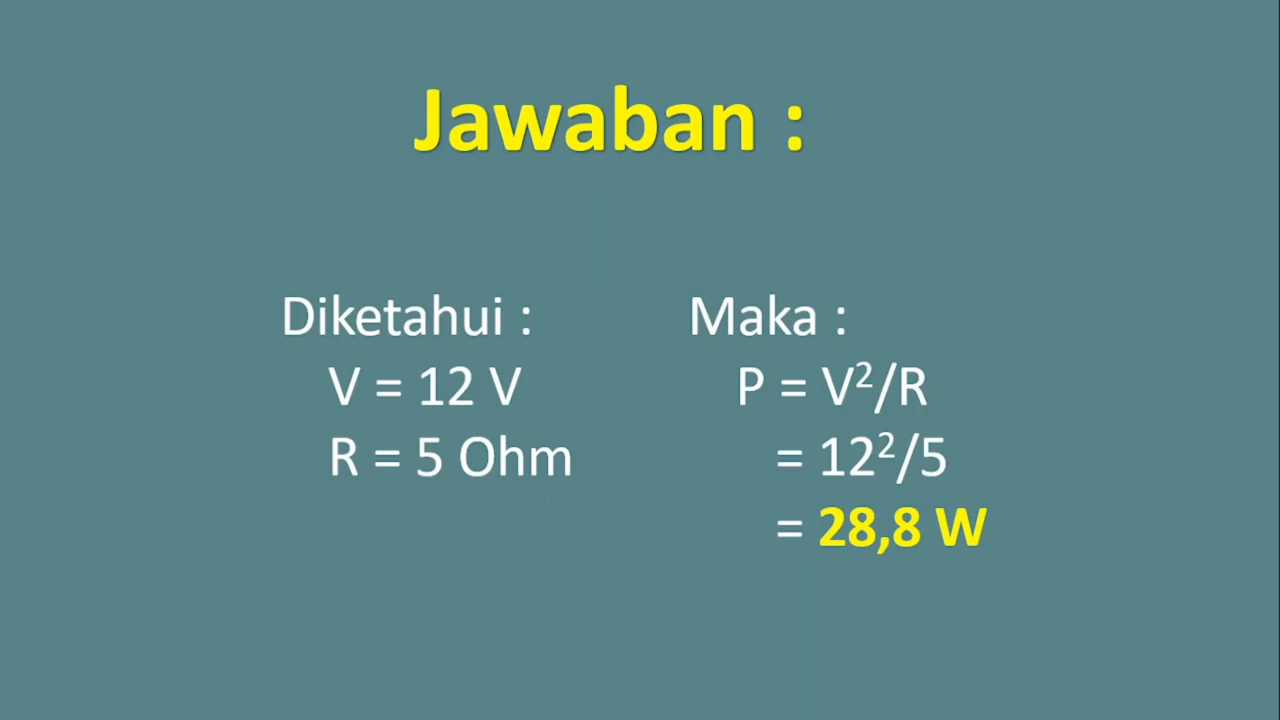 Jawaban :
Diketahui :
V = 12 V
R = 5 Ohm
Maka :
P = V²/R
= 12²/5
= 28,8 W